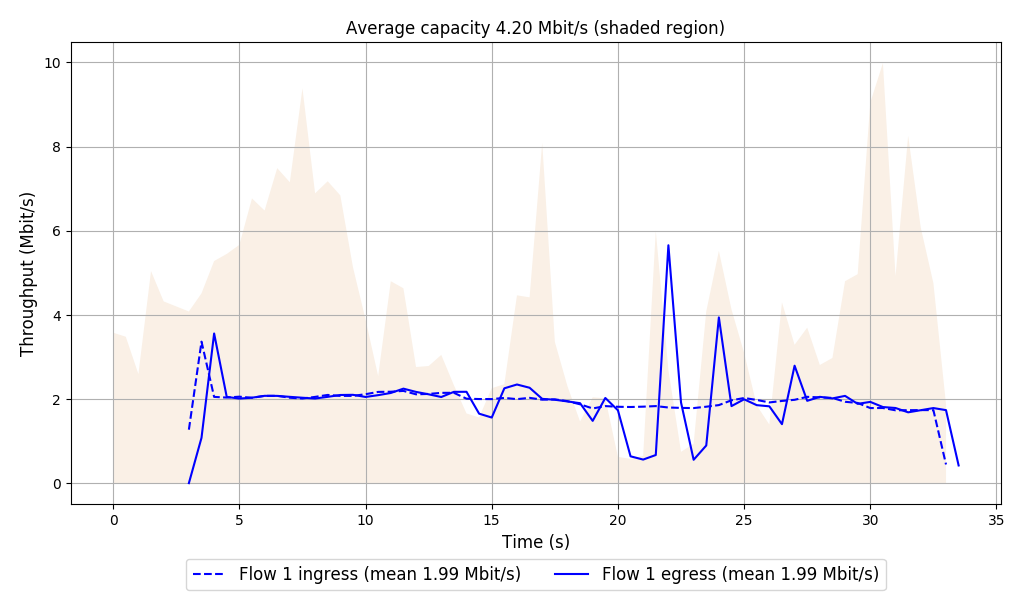 Average capacity 4.20 Mbit/s (shaded region)
Throughput (Mbit/s)
10
8
6
4
2
0
0 5 10 15 20 25 30 35
Time (s)
Flow 1 ingress (mean 1.99 Mbit/s) Flow 1 egress (mean 1.99 Mbit/s)